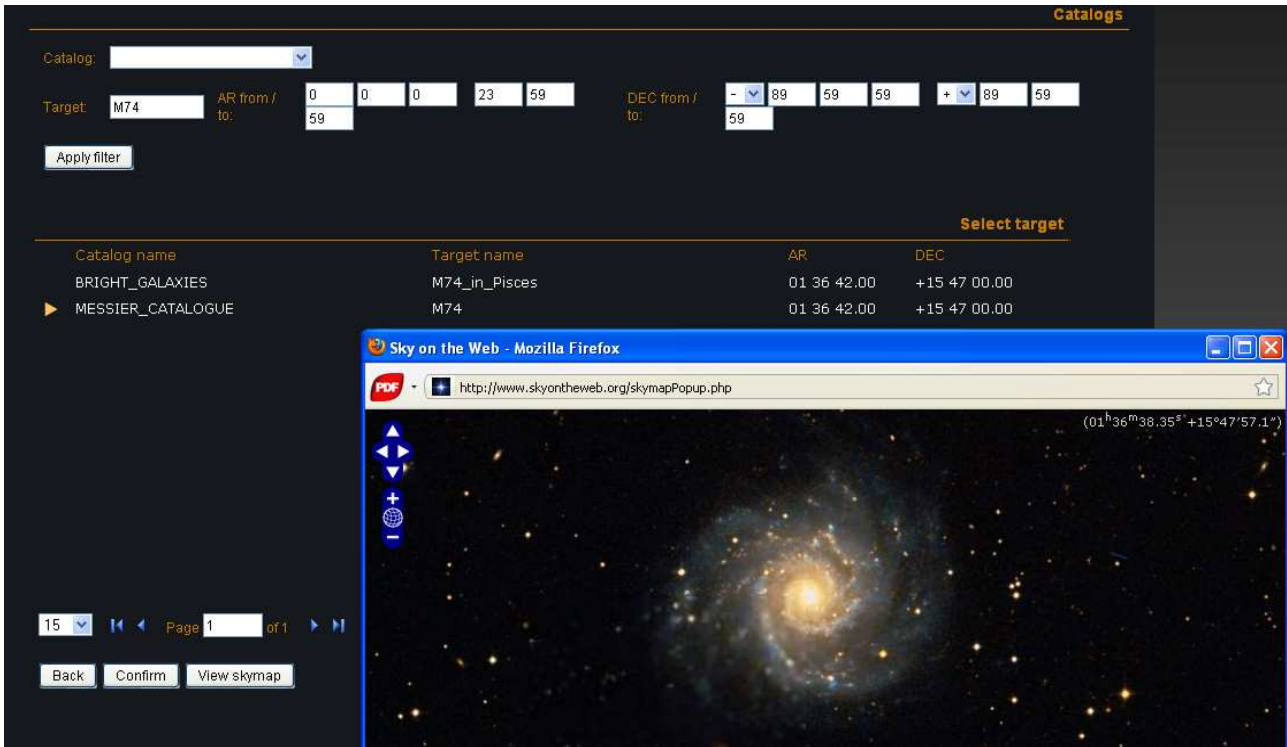 Catalogs
Catalog:
Target: M74 AR from / to: 0 0 0 23 59 59 DEC from / to: - 89 59 59 + 89 59 59
Apply filter
Select target
Catalog name Target name AR DEC
BRIGHT_GALAXIES M74_in_Pisces 01 36 42.00 +15 47 00.00
MESSIER_CATALOGUE M74 01 36 42.00 +15 47 00.00
Sky on the Web - Mozilla Firefox
PDF http://www.skyontheweb.org/skymapPopup.php
(01h36m38.35s +15°47'57.1")
15 Page 1 of 1
Back Confirm View skymap